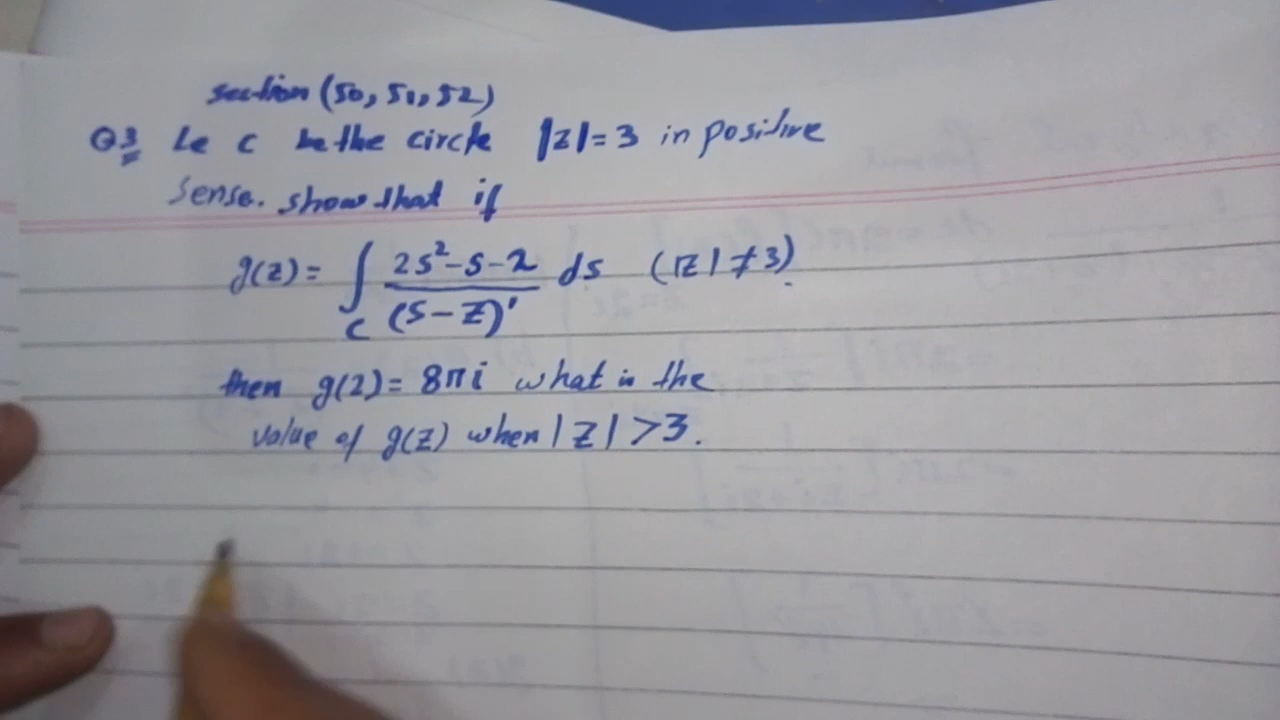 section (50, 51, 52)
Q3 Le c be the circle |z|=3 in positive
sense. show that if
g(z) = ∫_C (2s²-s-2)/(s-z)' ds (|z| ≠ 3).
then g(2) = 8πi what is the
value of g(z) when |z| > 3.